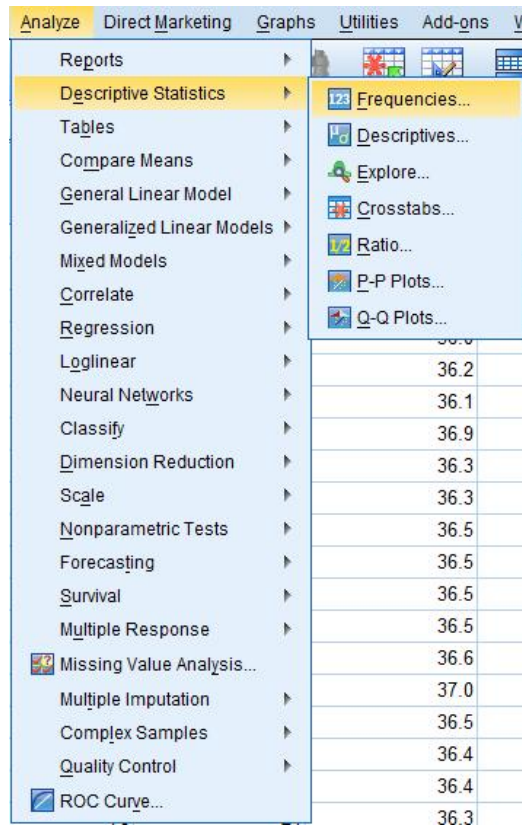 Analyze Direct Marketing Graphs Utilities Add-ons
Reports
Descriptive Statistics
Tables
Compare Means
General Linear Model
Generalized Linear Models
Mixed Models
Correlate
Regression
Loglinear
Neural Networks
Classify
Dimension Reduction
Scale
Nonparametric Tests
Forecasting
Survival
Multiple Response
Missing Value Analysis...
Multiple Imputation
Complex Samples
Quality Control
ROC Curve...
123 Frequencies...
Descriptives...
Explore...
Crosstabs...
1/2 Ratio...
P-P Plots...
Q-Q Plots...
36.2
36.1
36.9
36.3
36.3
36.5
36.5
36.5
36.5
36.6
37.0
36.5
36.4
36.4
36.3